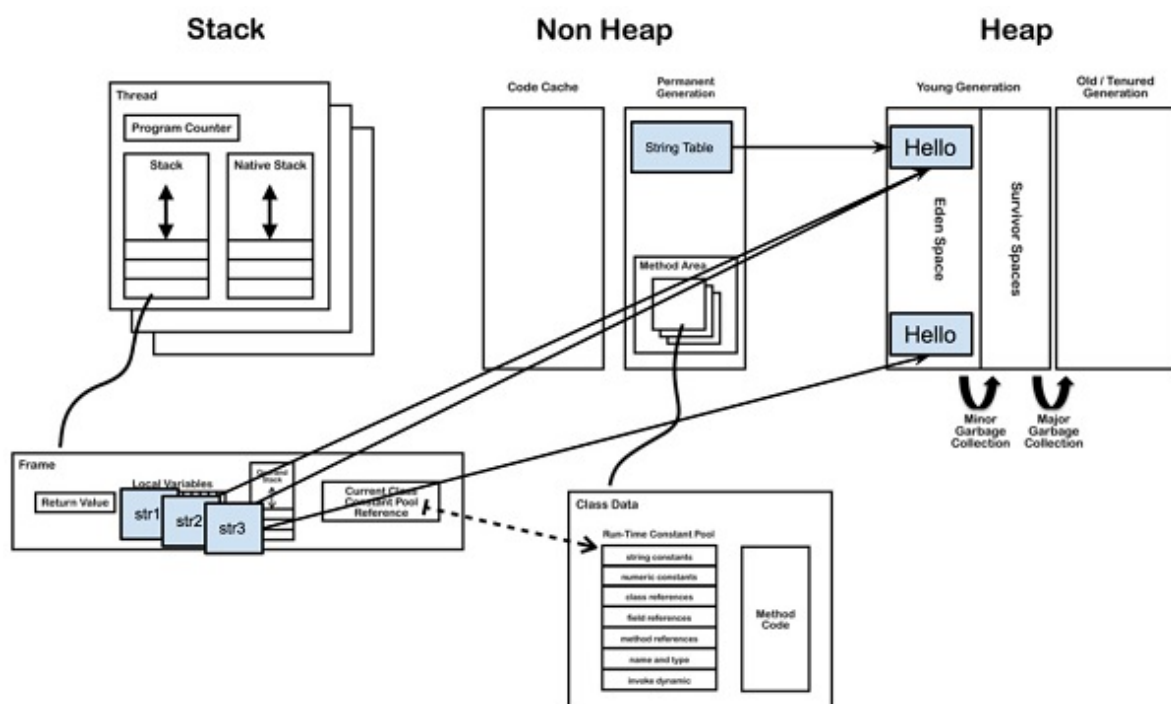 Stack
Non Heap
Heap
Thread
Program Counter
Stack
Native Stack
Code Cache
Permanent
Generation
String Table
Method Area
Young Generation
Old / Tenured
Generation
Hello
Eden Space
Survivor Spaces
Hello
Minor
Garbage
Collection
Major
Garbage
Collection
Frame
Return Value
Local Variables
str1
str2
str3
Stack
Current Class
Constant Pool
Reference
Class Data
Run-Time Constant Pool
string constants
numeric constants
class references
field references
method references
name and type
invoke dynamic
Method
Code